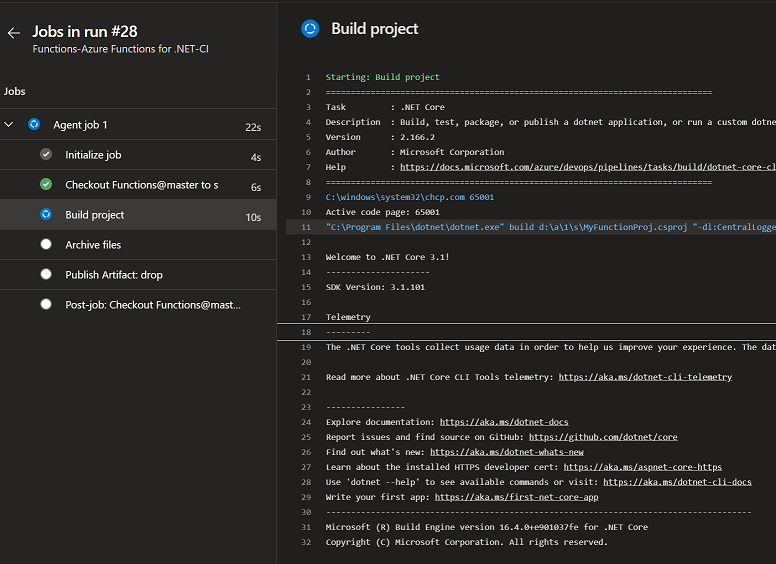 Jobs in run #28
Functions-Azure Functions for .NET-CI
Jobs
Agent job 1 22s
Initialize job 4s
Checkout Functions@master to s 6s
Build project 10s
Archive files
Publish Artifact: drop
Post-job: Checkout Functions@mast...
Build project
1 Starting: Build project
2 ==============================================================================
3 Task : .NET Core
4 Description : Build, test, package, or publish a dotnet application, or run a custom dotne
5 Version : 2.166.2
6 Author : Microsoft Corporation
7 Help : https://docs.microsoft.com/azure/devops/pipelines/tasks/build/dotnet-core-cl
8 ==============================================================================
9 C:\windows\system32\chcp.com 65001
10 Active code page: 65001
11 "C:\Program Files\dotnet\dotnet.exe" build d:\a\1\s\MyFunctionProj.csproj "-dl:CentralLogge
12
13 Welcome to .NET Core 3.1!
14 ---------------------
15 SDK Version: 3.1.101
16
17 Telemetry
18 ---------
19 The .NET Core tools collect usage data in order to help us improve your experience. The dat
20
21 Read more about .NET Core CLI Tools telemetry: https://aka.ms/dotnet-cli-telemetry
22
23 ----------------
24 Explore documentation: https://aka.ms/dotnet-docs
25 Report issues and find source on GitHub: https://github.com/dotnet/core
26 Find out what's new: https://aka.ms/dotnet-whats-new
27 Learn about the installed HTTPS developer cert: https://aka.ms/aspnet-core-https
28 Use 'dotnet --help' to see available commands or visit: https://aka.ms/dotnet-cli-docs
29 Write your first app: https://aka.ms/first-net-core-app
30 --------------------------------------------------------------------------------------
31 Microsoft (R) Build Engine version 16.4.0+e901037fe for .NET Core
32 Copyright (C) Microsoft Corporation. All rights reserved.